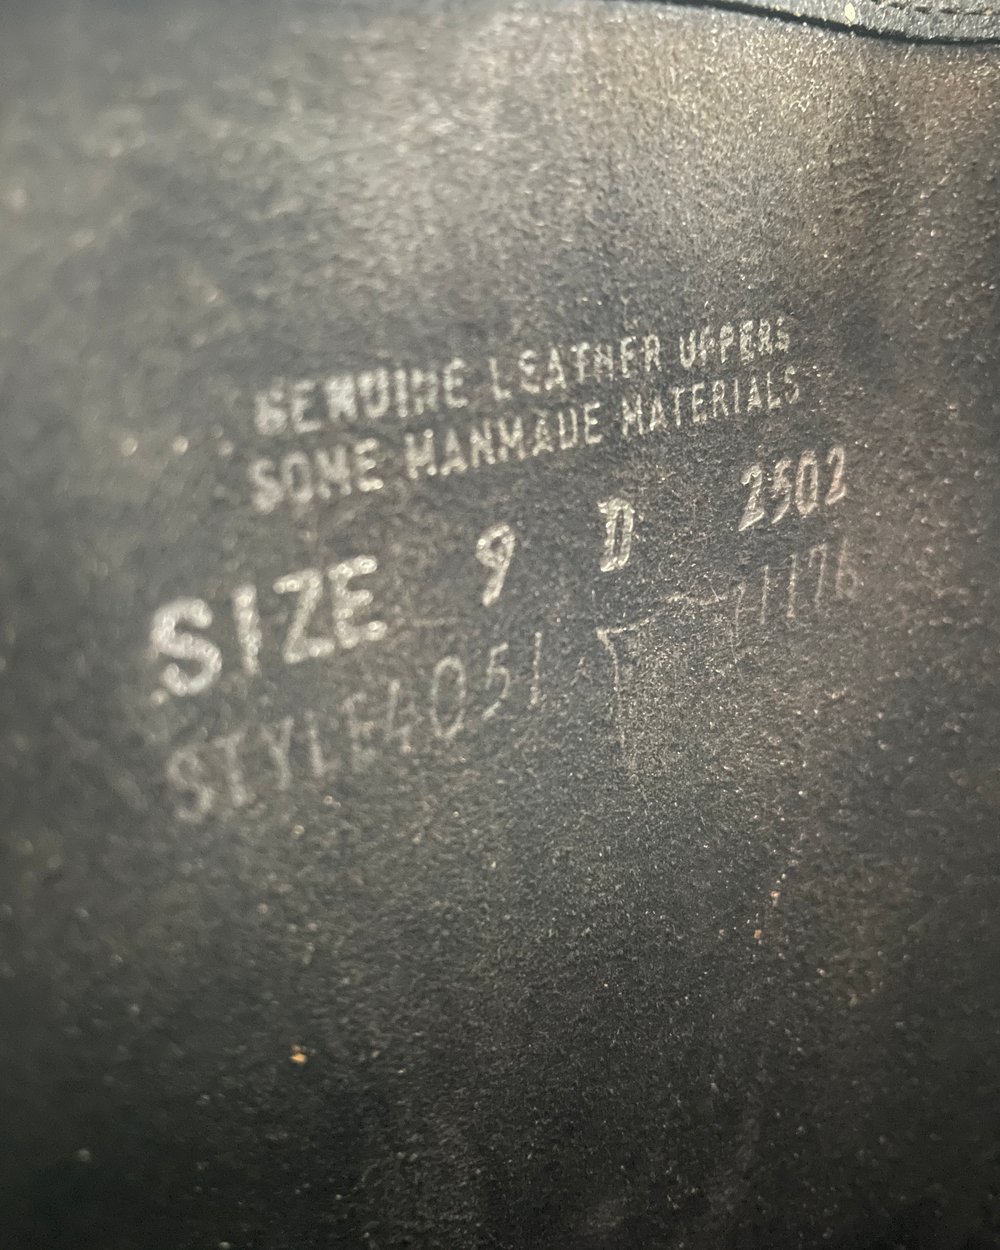 GENUINE LEATHER UPPERS
SOME MANMADE MATERIALS
SIZE 9 D 2502
STYLE 4051